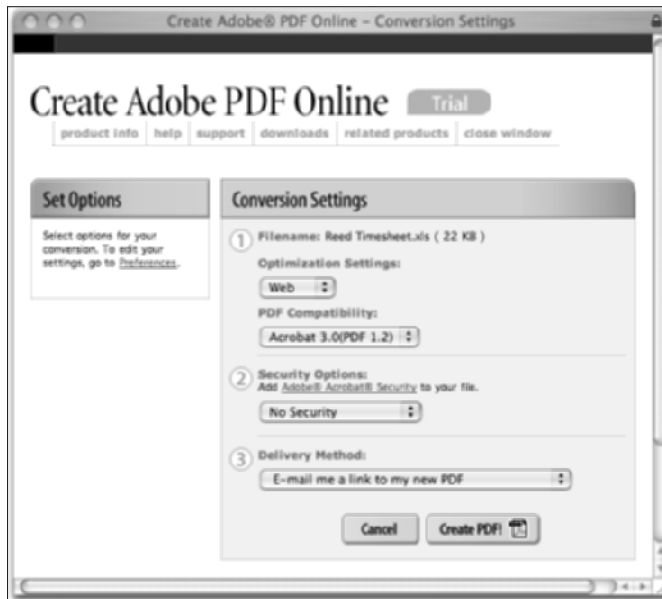 Create Adobe® PDF Online – Conversion Settings
Create Adobe PDF Online Trial
product info help support downloads related products close window
Set Options
Select options for your
conversion. To edit your
settings, go to Preferences.
Conversion Settings
1 Filename: Reed Timesheet.xls ( 22 KB )
Optimization Settings:
Web
PDF Compatibility:
Acrobat 3.0(PDF 1.2)
2 Security Options:
Add Adobe® Acrobat® Security to your file.
No Security
3 Delivery Method:
E-mail me a link to my new PDF
Cancel Create PDF!